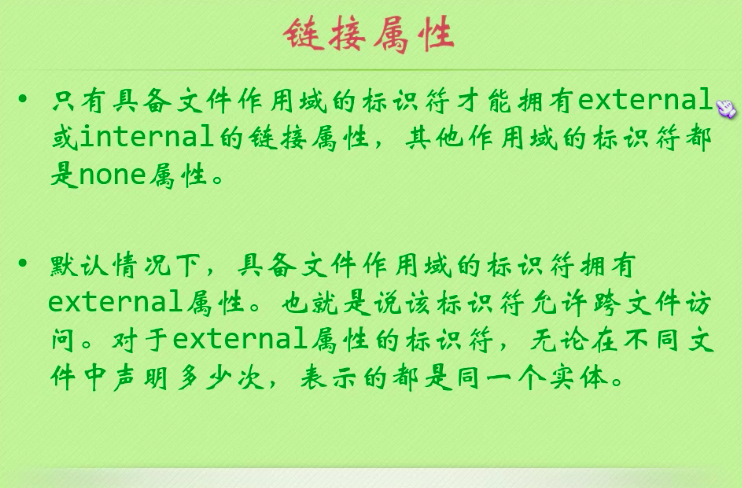 链接属性
• 只有具备文件作用域的标识符才能拥有external
或internal的链接属性，其他作用域的标识符都
是none属性。
• 默认情况下，具备文件作用域的标识符拥有
external属性。也就是说该标识符允许跨文件访
问。对于external属性的标识符，无论在不同文
件中声明多少次，表示的都是同一个实体。